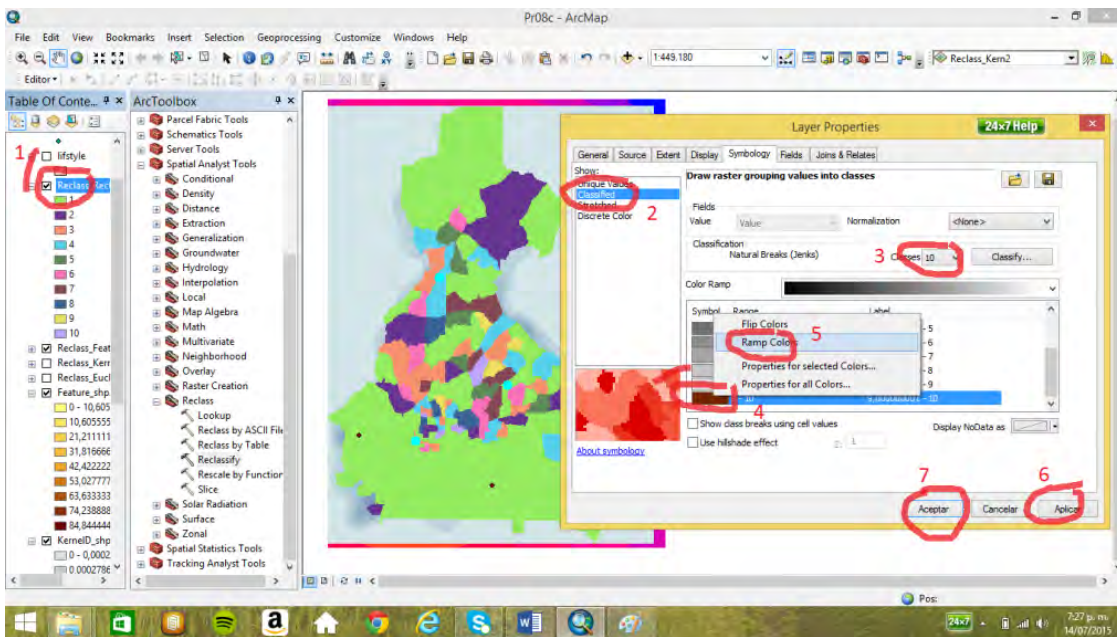 Pr08c - ArcMap
File Edit View Bookmarks Insert Selection Geoprocessing Customize Windows Help
1:449.180
Reclass_Kern2
Editor
Table Of Conte...
ArcToolbox
1
lifstyle
Reclass_
1
2
3
4
5
6
7
8
9
10
Reclass_Feat
Reclass_Kerr
Reclass_Eucl
Feature_shp
0 - 10,605
10,605555
21,211111
31,816666
42,422222
53,027777
63,633333
74,238888
84,844444
KernelD_shp
0 - 0,0002
0,0002786
Parcel Fabric Tools
Schematics Tools
Server Tools
Spatial Analyst Tools
Conditional
Density
Distance
Extraction
Generalization
Groundwater
Hydrology
Interpolation
Local
Map Algebra
Math
Multivariate
Neighborhood
Overlay
Raster Creation
Reclass
Lookup
Reclass by ASCII File
Reclass by Table
Reclassify
Rescale by Function
Slice
Solar Radiation
Surface
Zonal
Spatial Statistics Tools
Tracking Analyst Tools
Layer Properties
24x7 Help
General Source Extent Display Symbology Fields Joins & Relates
Show:
Unique Values
Classified
Stretched
Discrete Color
2
Draw raster grouping values into classes
Fields
Value Value Normalization <None>
Classification
Natural Breaks (Jenks)
3 Classes 10 Classify...
Color Ramp
Symbol Range Label
Flip Colors
Ramp Colors
5
Properties for selected Colors...
Properties for all Colors...
- 5
- 6
- 7
- 8
- 9
- 10
4
Show class breaks using cell values
Display NoData as
Use hillshade effect
Z: 1
About symbology
7
6
Aceptar Cancelar Aplicar
Pos:
24x7
7:27 p. m.
14/07/2015